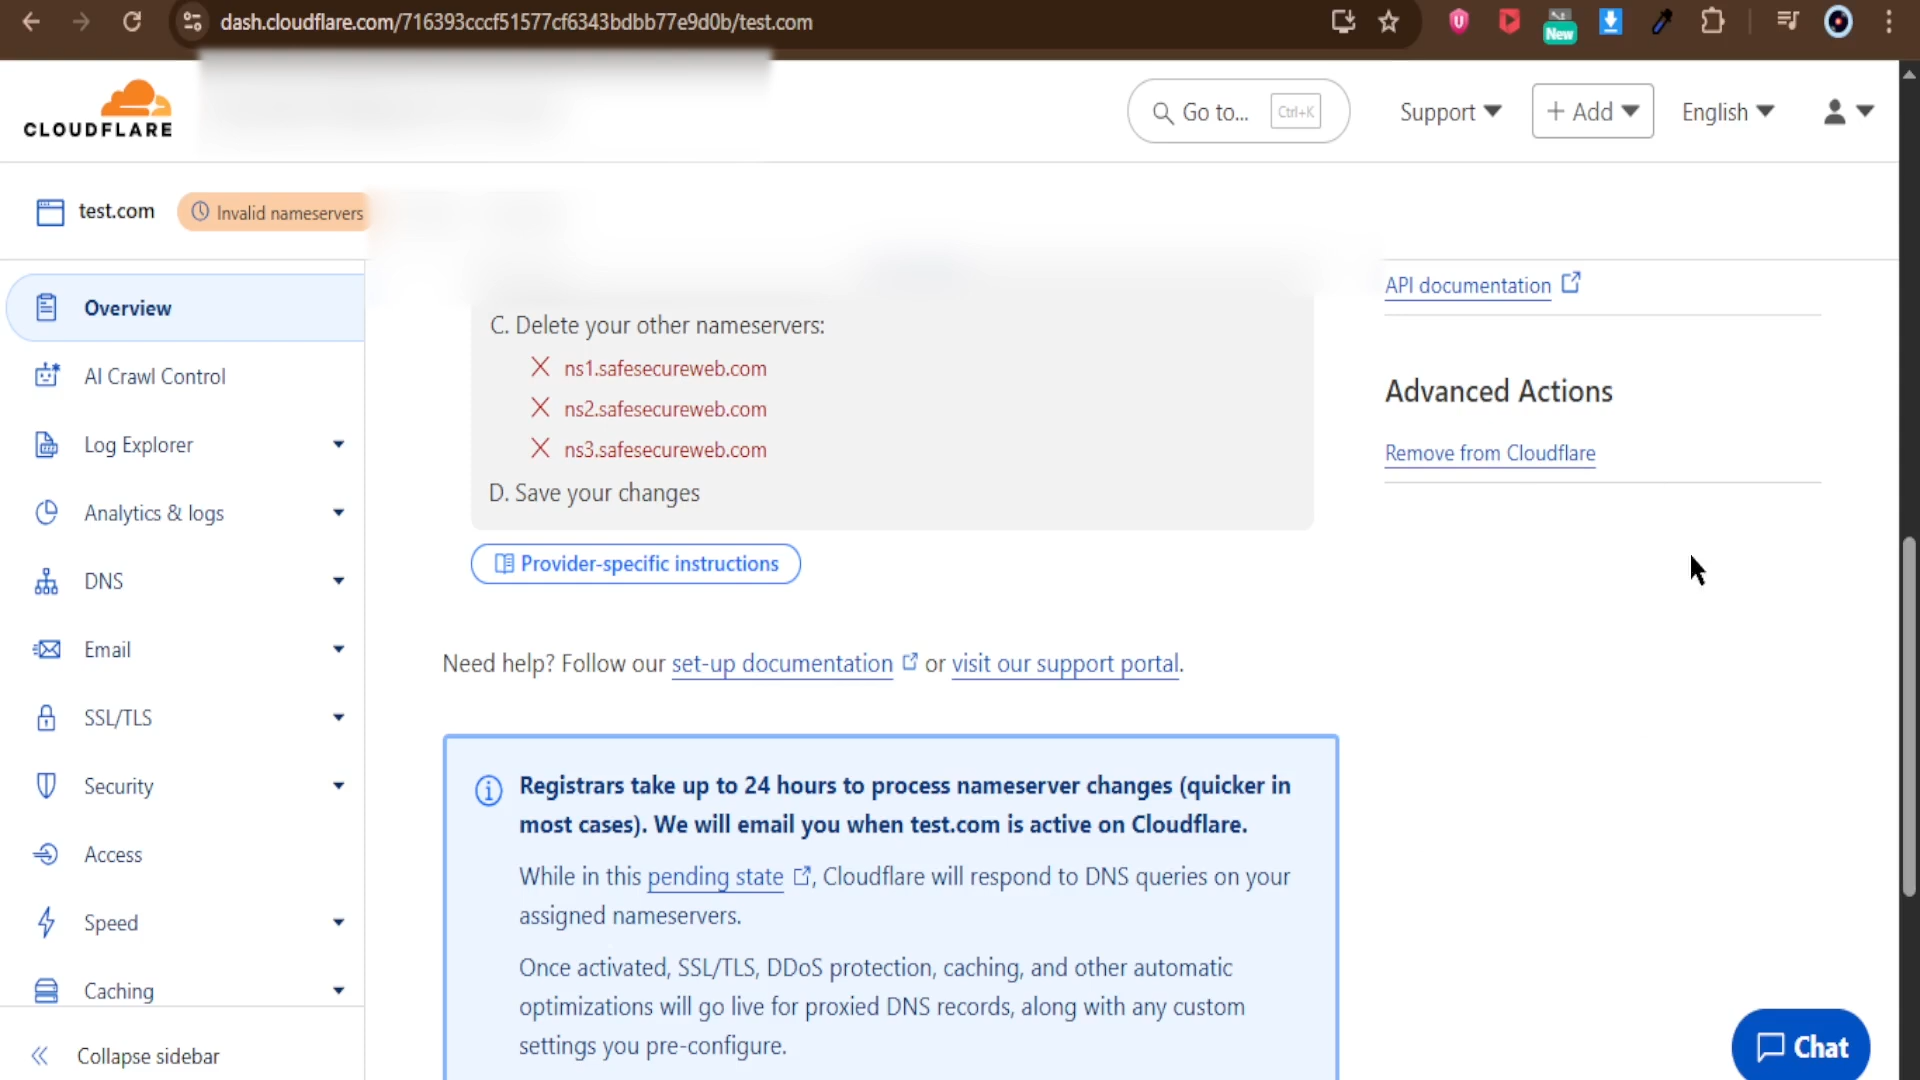 dash.cloudflare.com/716393cccf51577cf6343bdbb77e9d0b/test.com
New
CLOUDFLARE
Go to... Ctrl+K
Support
+ Add
English
test.com
Invalid nameservers
Overview
AI Crawl Control
Log Explorer
Analytics & logs
DNS
Email
SSL/TLS
Security
Access
Speed
Caching
Collapse sidebar
C. Delete your other nameservers:
ns1.safesecureweb.com
ns2.safesecureweb.com
ns3.safesecureweb.com
D. Save your changes
Provider-specific instructions
Need help? Follow our set-up documentation or visit our support portal.
Registrars take up to 24 hours to process nameserver changes (quicker in
most cases). We will email you when test.com is active on Cloudflare.
While in this pending state, Cloudflare will respond to DNS queries on your
assigned nameservers.
Once activated, SSL/TLS, DDoS protection, caching, and other automatic
optimizations will go live for proxied DNS records, along with any custom
settings you pre-configure.
API documentation
Advanced Actions
Remove from Cloudflare
Chat